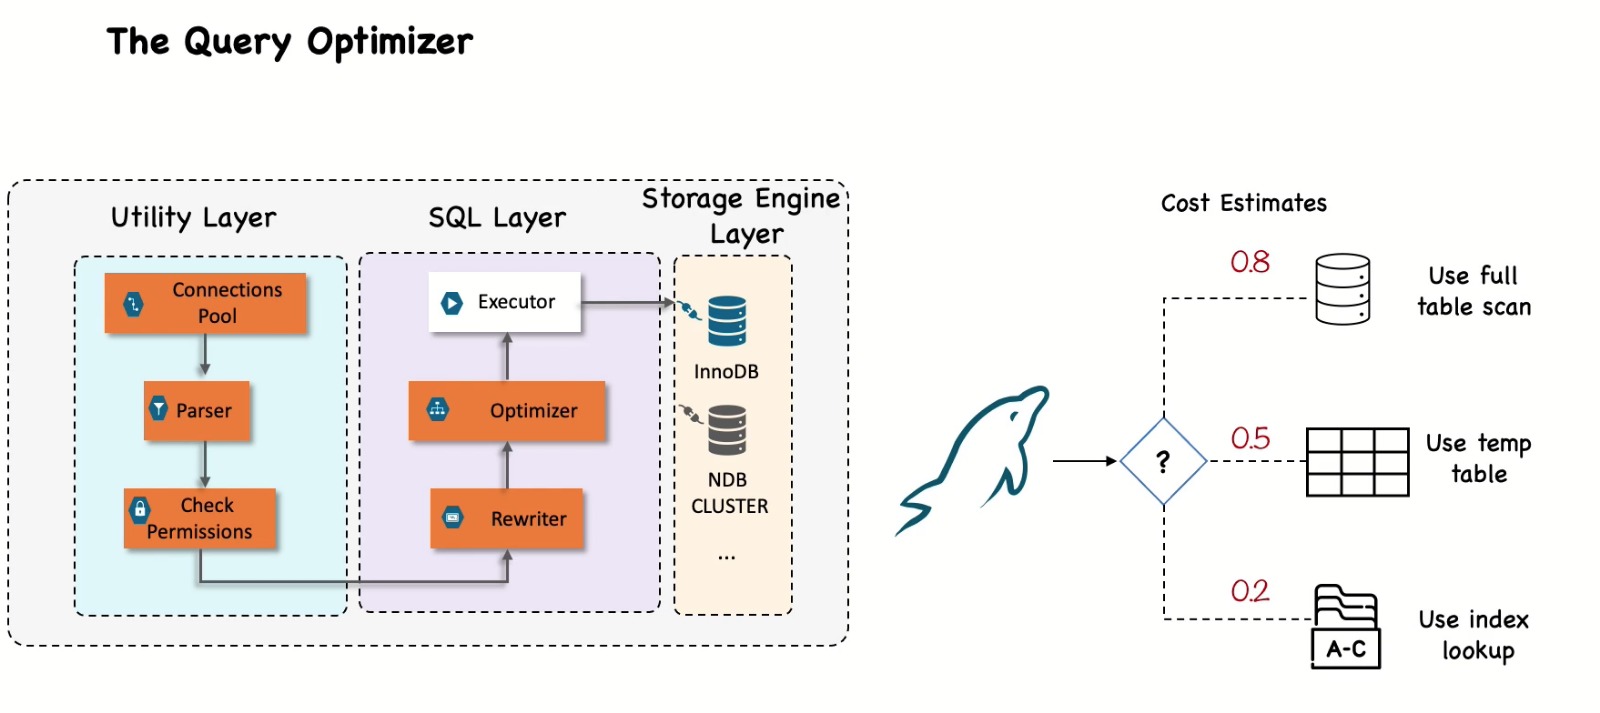 The Query Optimizer
Utility Layer
SQL Layer
Storage Engine
Layer
Connections
Pool
Parser
Check
Permissions
Executor
Optimizer
Rewriter
InnoDB
NDB
CLUSTER
...
?
Cost Estimates
0.8
Use full
table scan
0.5
Use temp
table
0.2
A-C
Use index
lookup